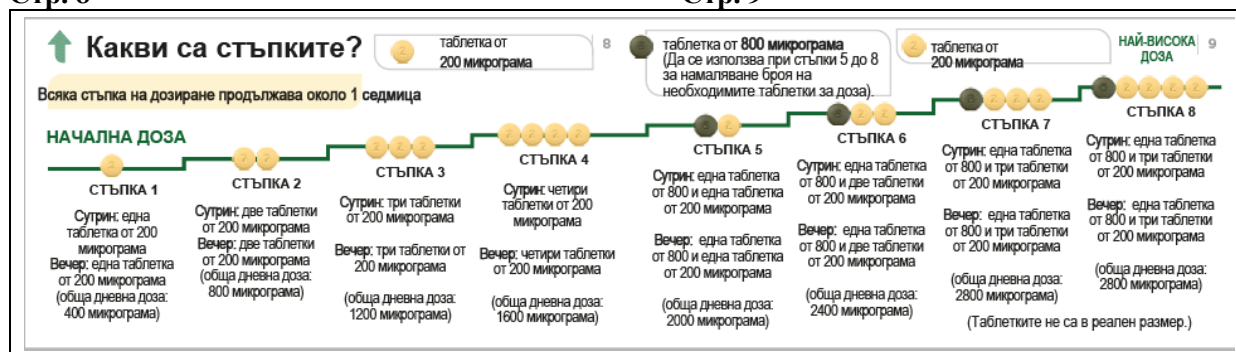 Стр. 8
Стр. 9
Какви са стъпките?
таблетка от
200 микрограма
8
таблетка от 800 микрограма
(Да се използва при стъпки 5 до 8
за намаляване броя на
необходимите таблетки за доза).
таблетка от
200 микрограма
НАЙ-ВИСОКА
ДОЗА
9
Всяка стъпка на дозиране продължава около 1 седмица
НАЧАЛНА ДОЗА
СТЪПКА 1
Сутрин: една
таблетка от 200
микрограма
Вечер: една таблетка
от 200 микрограма
(обща дневна доза:
400 микрограма)
СТЪПКА 2
Сутрин: две таблетки
от 200 микрограма
Вечер: две таблетки
от 200 микрограма
(обща дневна доза:
800 микрограма)
СТЪПКА 3
Сутрин: три таблетки
от 200 микрограма
Вечер: три таблетки от
200 микрограма
(обща дневна доза:
1200 микрограма)
СТЪПКА 4
Сутрин: четири
таблетки от 200
микрограма
Вечер: четири таблетки
от 200 микрограма
(обща дневна доза:
1600 микрограма)
СТЪПКА 5
Сутрин: една таблетка
от 800 и една таблетка
от 200 микрограма
Вечер: една таблетка
от 800 и една таблетка
от 200 микрограма
(обща дневна доза:
2000 микрограма)
СТЪПКА 6
Сутрин: една таблетка
от 800 и две таблетки
от 200 микрограма
Вечер: една таблетка
от 800 и две таблетки
от 200 микрограма
(обща дневна доза:
2400 микрограма)
СТЪПКА 7
Сутрин: една таблетка
от 800 и три таблетки
от 200 микрограма
Вечер: една таблетка
от 800 и три таблетки
от 200 микрограма
(обща дневна доза:
2800 микрограма)
СТЪПКА 8
Сутрин: една таблетка
от 800 и три таблетки
от 200 микрограма
Вечер: една таблетка
от 800 и три таблетки
от 200 микрограма
(обща дневна доза:
2800 микрограма)
(Таблетките не са в реален размер.)